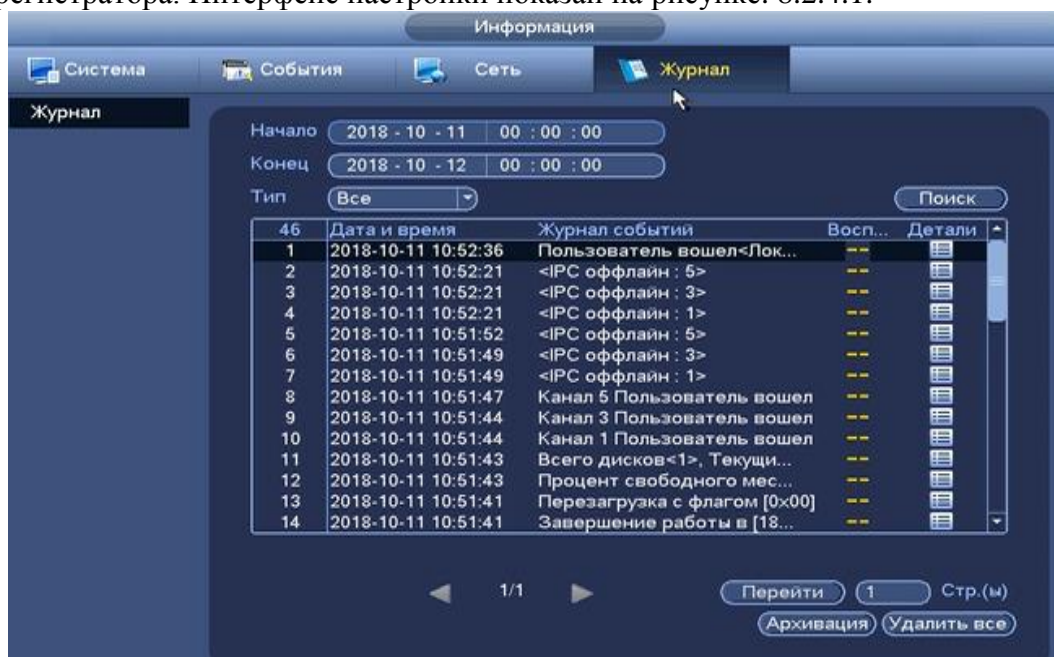 регистратора. Интерфейс настройки показан на рисунке. 8.2.4.1.
Информация
Система События Сеть Журнал
Журнал
Начало 2018 - 10 - 11 00 : 00 : 00
Конец 2018 - 10 - 12 00 : 00 : 00
Тип Все Поиск
46 Дата и время Журнал событий Восп... Детали
1 2018-10-11 10:52:36 Пользователь вошел<Лок... --
2 2018-10-11 10:52:21 <IPC оффлайн : 5> --
3 2018-10-11 10:52:21 <IPC оффлайн : 3> --
4 2018-10-11 10:52:21 <IPC оффлайн : 1> --
5 2018-10-11 10:51:52 <IPC оффлайн : 5> --
6 2018-10-11 10:51:49 <IPC оффлайн : 3> --
7 2018-10-11 10:51:49 <IPC оффлайн : 1> --
8 2018-10-11 10:51:47 Канал 5 Пользователь вошел --
9 2018-10-11 10:51:44 Канал 3 Пользователь вошел --
10 2018-10-11 10:51:44 Канал 1 Пользователь вошел --
11 2018-10-11 10:51:43 Всего дисков<1>, Текущи... --
12 2018-10-11 10:51:43 Процент свободного мес... --
13 2018-10-11 10:51:41 Перезагрузка с флагом [0x00] --
14 2018-10-11 10:51:41 Завершение работы в [18... --
1/1 Перейти 1 Стр.(ы)
Архивация Удалить все